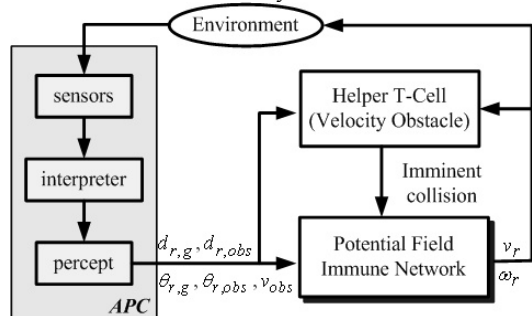 Environment
sensors
Helper T-Cell
(Velocity Obstacle)
interpreter
Imminent
collision
percept
d_{r,g}, d_{r,obs}
θ_{r,g}, θ_{r,obs}, v_{obs}
Potential Field
Immune Network
v_r
ω_r
APC